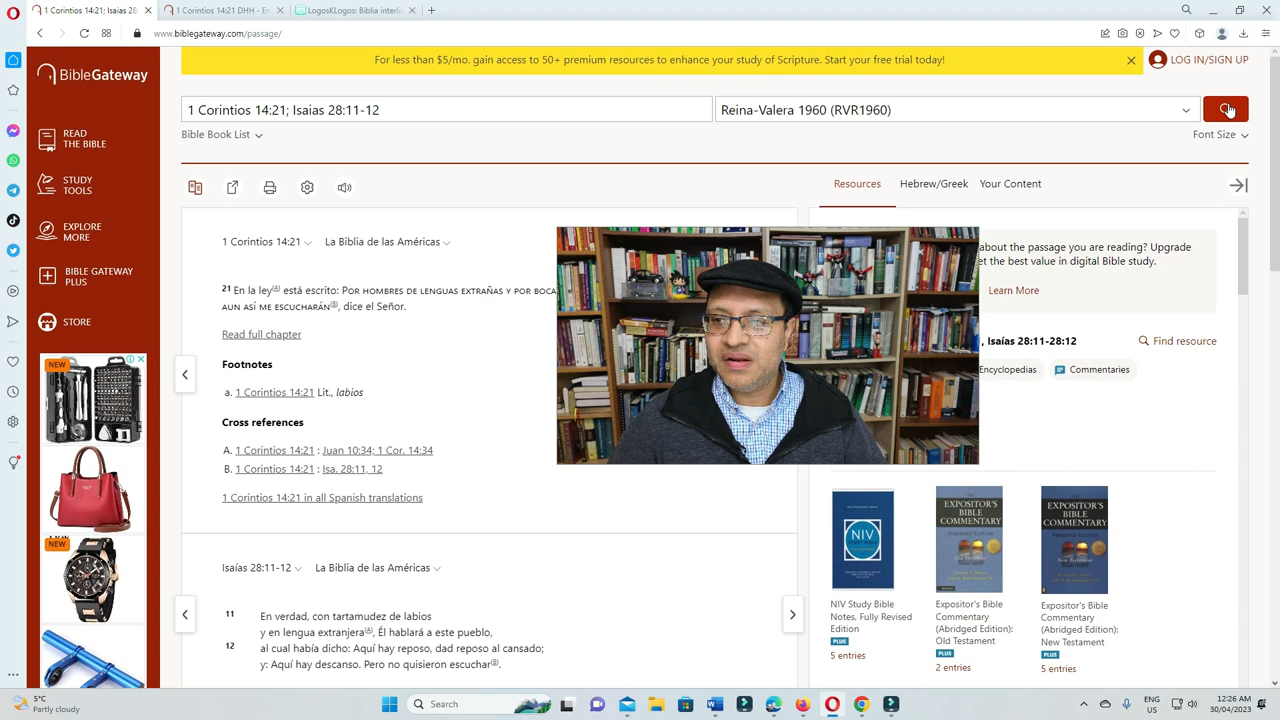 1 Corintios 14:21; Isaias 28:
1 Corintios 14:21 DHH - Es
LogosKLogos: Biblia interli
www.biblegateway.com/passage/
For less than $5/mo. gain access to 50+ premium resources to enhance your study of Scripture. Start your free trial today!
LOG IN/SIGN UP
BibleGateway
1 Corintios 14:21; Isaias 28:11-12
Reina-Valera 1960 (RVR1960)
Bible Book List
Font Size
READ
THE BIBLE
STUDY
TOOLS
EXPLORE
MORE
BIBLE GATEWAY
PLUS
STORE
Resources
Hebrew/Greek
Your Content
1 Corintios 14:21
La Biblia de las Américas
21 En la ley(A) está escrito: Por hombres de lenguas extrañas y por boca
aun así me escucharán(B), dice el Señor.
Read full chapter
Footnotes
a. 1 Corintios 14:21 Lit., labios
Cross references
A. 1 Corintios 14:21 : Juan 10:34; 1 Cor. 14:34
B. 1 Corintios 14:21 : Isa. 28:11, 12
1 Corintios 14:21 in all Spanish translations
Isaías 28:11-12
La Biblia de las Américas
11 En verdad, con tartamudez de labios
y en lengua extranjera(A), Él hablará a este pueblo,
12 al cual había dicho: Aquí hay reposo, dad reposo al cansado;
y: Aquí hay descanso. Pero no quisieron escuchar(B).
about the passage you are reading? Upgrade
et the best value in digital Bible study.
Learn More
, Isaías 28:11-28:12
Find resource
Encyclopedias
Commentaries
NIV
STUDY BIBLE
THE
EXPOSITOR'S
BIBLE
COMMENTARY
THE
EXPOSITOR'S
BIBLE
COMMENTARY
NIV Study Bible
Notes, Fully Revised
Edition
PLUS
5 entries
Expositor's Bible
Commentary
(Abridged Edition):
Old Testament
PLUS
2 entries
Expositor's Bible
Commentary
(Abridged Edition):
New Testament
PLUS
5 entries
NEW
NEW
5°C
Partly cloudy
Search
ENG
US
12:26 AM
30/04/2023